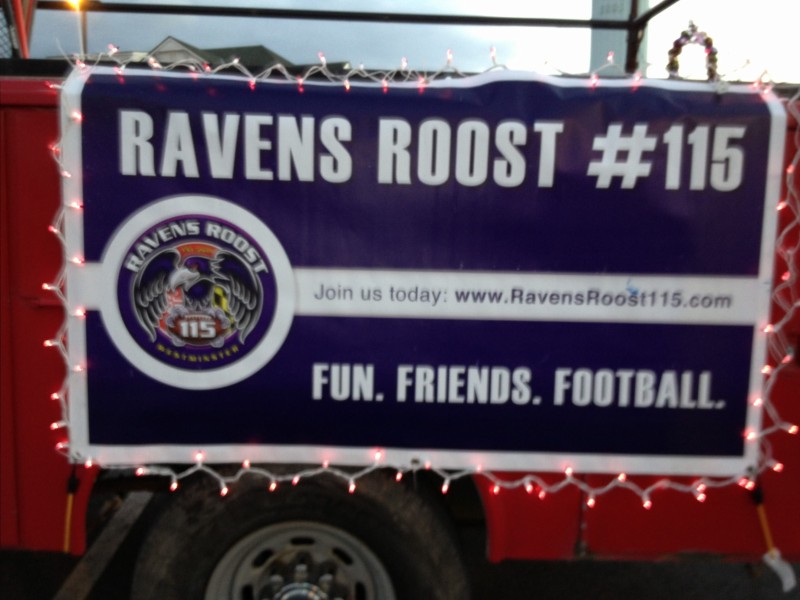 RAVENS ROOST #115
RAVENS ROOST
115
WESTMINSTER
Join us today: www.RavensRoost115.com
FUN. FRIENDS. FOOTBALL.